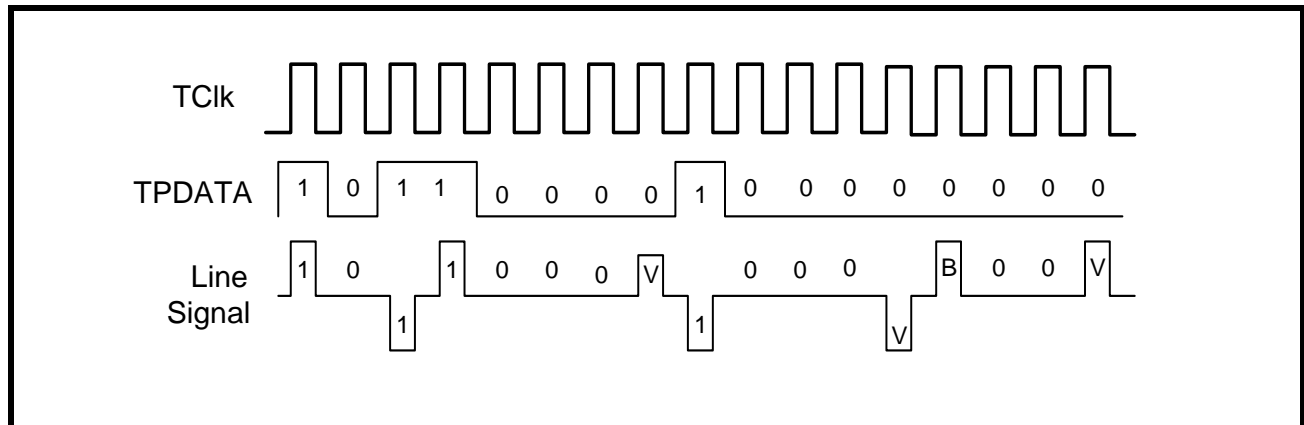 TClk
TPDATA 1 0 1 1 0 0 0 0 1 0 0 0 0 0 0 0 0
Line 1 0 1 0 0 0 V 0 0 0 B 0 0 V
Signal 1 1 V